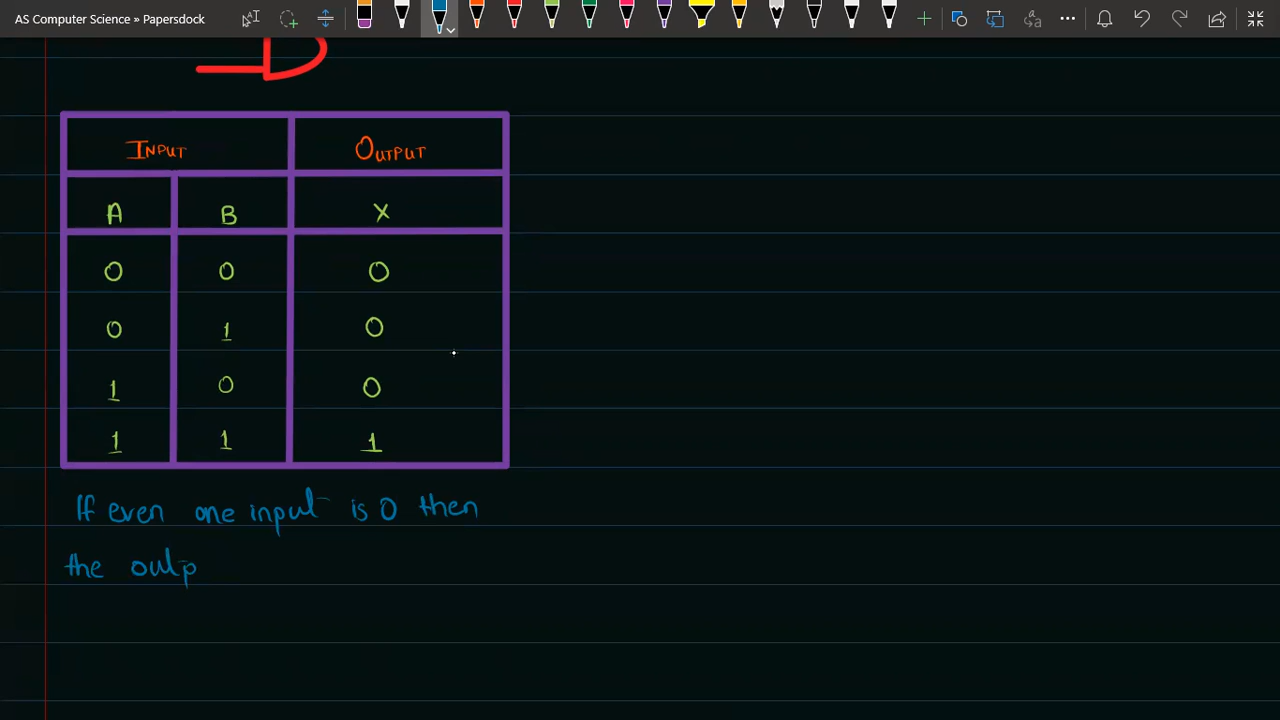 AS Computer Science » Papersdock
INPUT OUTPUT
A B X
0 0 0
0 1 0
1 0 0
1 1 1
If even one input is 0 then
the outp